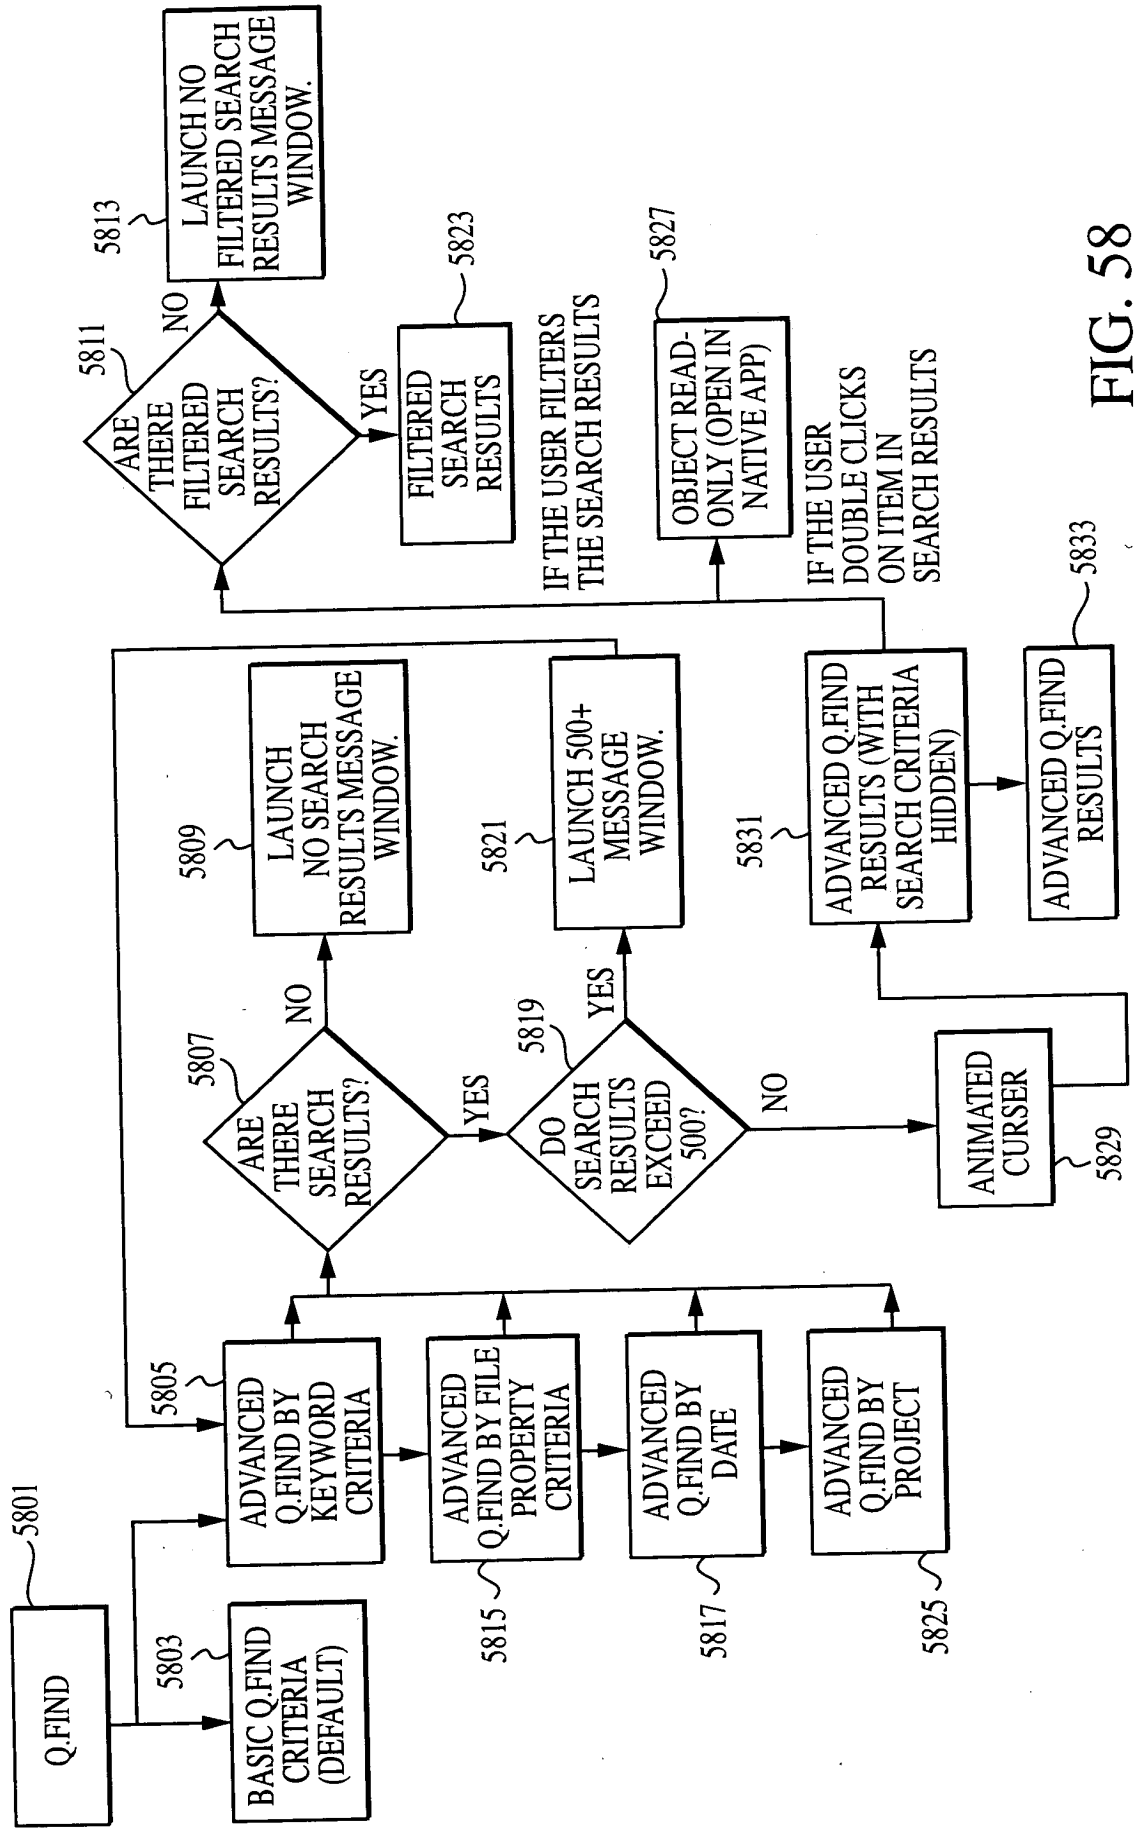 Q.FIND
5801
BASIC Q.FIND
CRITERIA
(DEFAULT)
5803
ADVANCED
Q.FIND BY
KEYWORD
CRITERIA
5805
ADVANCED
Q.FIND BY FILE
PROPERTY
CRITERIA
5815
ADVANCED
Q.FIND BY
DATE
5817
ADVANCED
Q.FIND BY
PROJECT
5825
ARE
THERE
SEARCH
RESULTS?
5807
NO
YES
LAUNCH
NO SEARCH
RESULTS MESSAGE
WINDOW.
5809
DO
SEARCH
RESULTS
EXCEED
500?
5819
YES
NO
LAUNCH 500+
MESSAGE
WINDOW.
5821
ANIMATED
CURSER
5829
ADVANCED Q.FIND
RESULTS (WITH
SEARCH CRITERIA
HIDDEN)
5831
ADVANCED Q.FIND
RESULTS
5833
ARE
THERE
FILTERED
SEARCH
RESULTS?
5811
NO
YES
LAUNCH NO
FILTERED SEARCH
RESULTS MESSAGE
WINDOW.
5813
FILTERED
SEARCH
RESULTS
5823
IF THE USER FILTERS
THE SEARCH RESULTS
OBJECT READ-
ONLY (OPEN IN
NATIVE APP)
5827
IF THE USER
DOUBLE CLICKS
ON ITEM IN
SEARCH RESULTS
FIG. 58